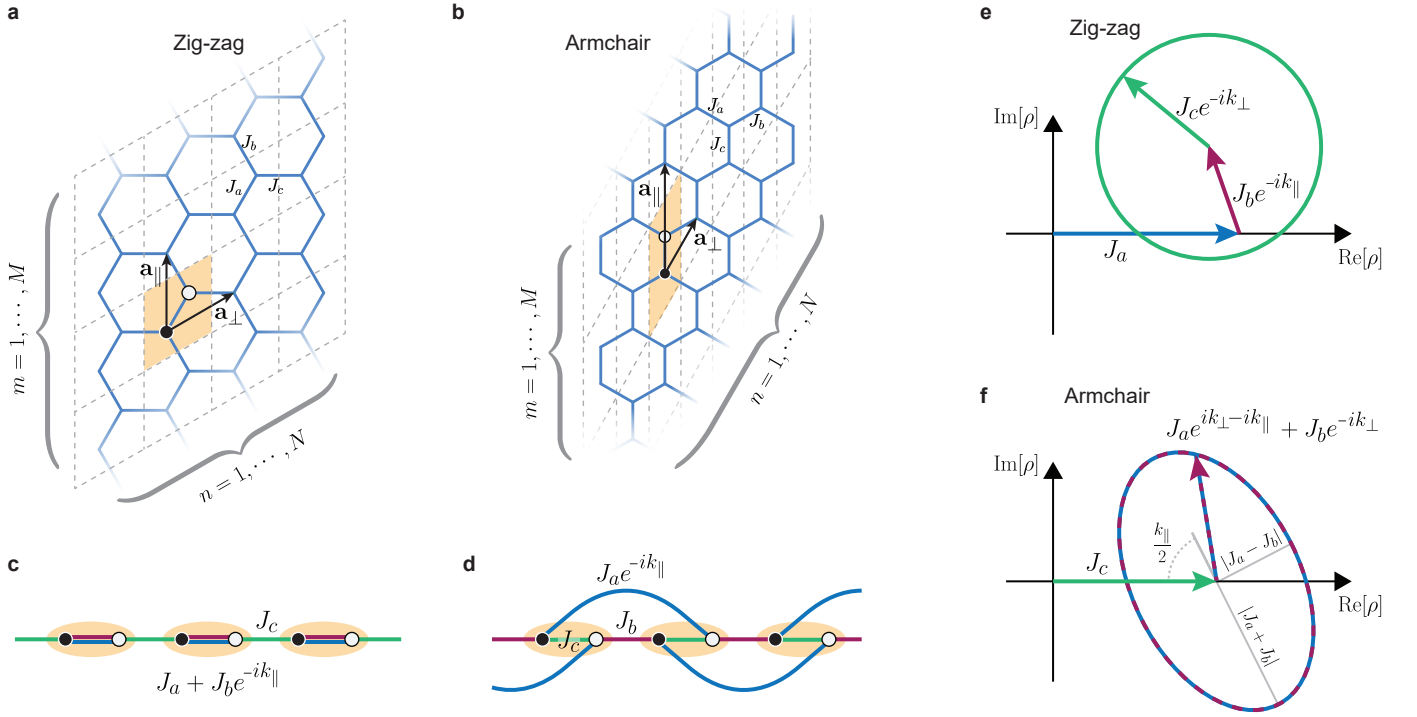 a
Zig-zag
J_b
J_a
J_c
a_∥
a_⊥
m = 1, ⋯ , M
n = 1, ⋯ , N
b
Armchair
J_a
J_b
J_c
a_∥
a_⊥
m = 1, ⋯ , M
n = 1, ⋯ , N
c
J_c
J_a + J_b e^{-ik_∥}
d
J_a e^{-ik_∥}
J_b
J_c
e
Zig-zag
Im[ρ]
J_c e^{-ik_⊥}
J_b e^{-ik_∥}
J_a
Re[ρ]
f
Armchair
J_a e^{ik_⊥-ik_∥} + J_b e^{-ik_⊥}
Im[ρ]
k_∥/2
|J_a - J_b|
J_c
Re[ρ]
|J_a + J_b|